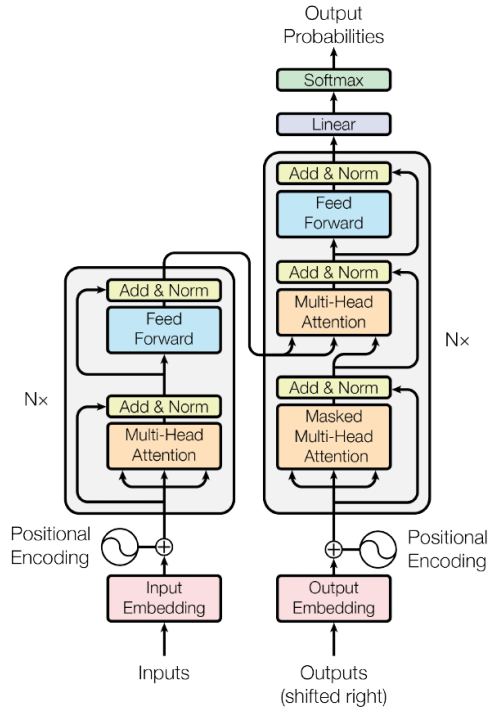 Output
Probabilities
Softmax
Linear
Add & Norm
Feed
Forward
Add & Norm
Multi-Head
Attention
Add & Norm
Masked
Multi-Head
Attention
N×
Positional
Encoding
Output
Embedding
Outputs
(shifted right)
Add & Norm
Feed
Forward
Add & Norm
Multi-Head
Attention
N×
Positional
Encoding
Input
Embedding
Inputs